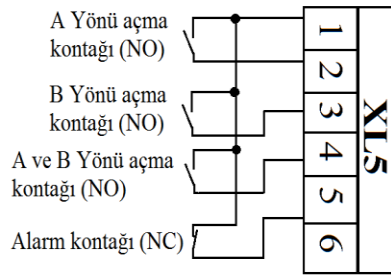 A Yönü açma
kontağı (NO)
B Yönü açma
kontağı (NO)
A ve B Yönü açma
kontağı (NO)
Alarm kontağı (NC)
1
2
3
4
5
6
XL5